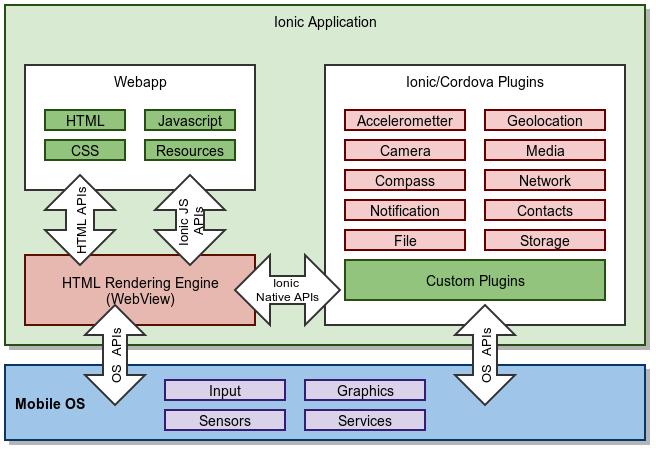 Ionic Application
Webapp
HTML
Javascript
CSS
Resources
Ionic/Cordova Plugins
Accelerometter
Geolocation
Camera
Media
Compass
Network
Notification
Contacts
File
Storage
Custom Plugins
HTML APIs
Ionic JS
APIs
HTML Rendering Engine
(WebView)
Ionic
Native APIs
OS APIs
OS APIs
Mobile OS
Input
Graphics
Sensors
Services